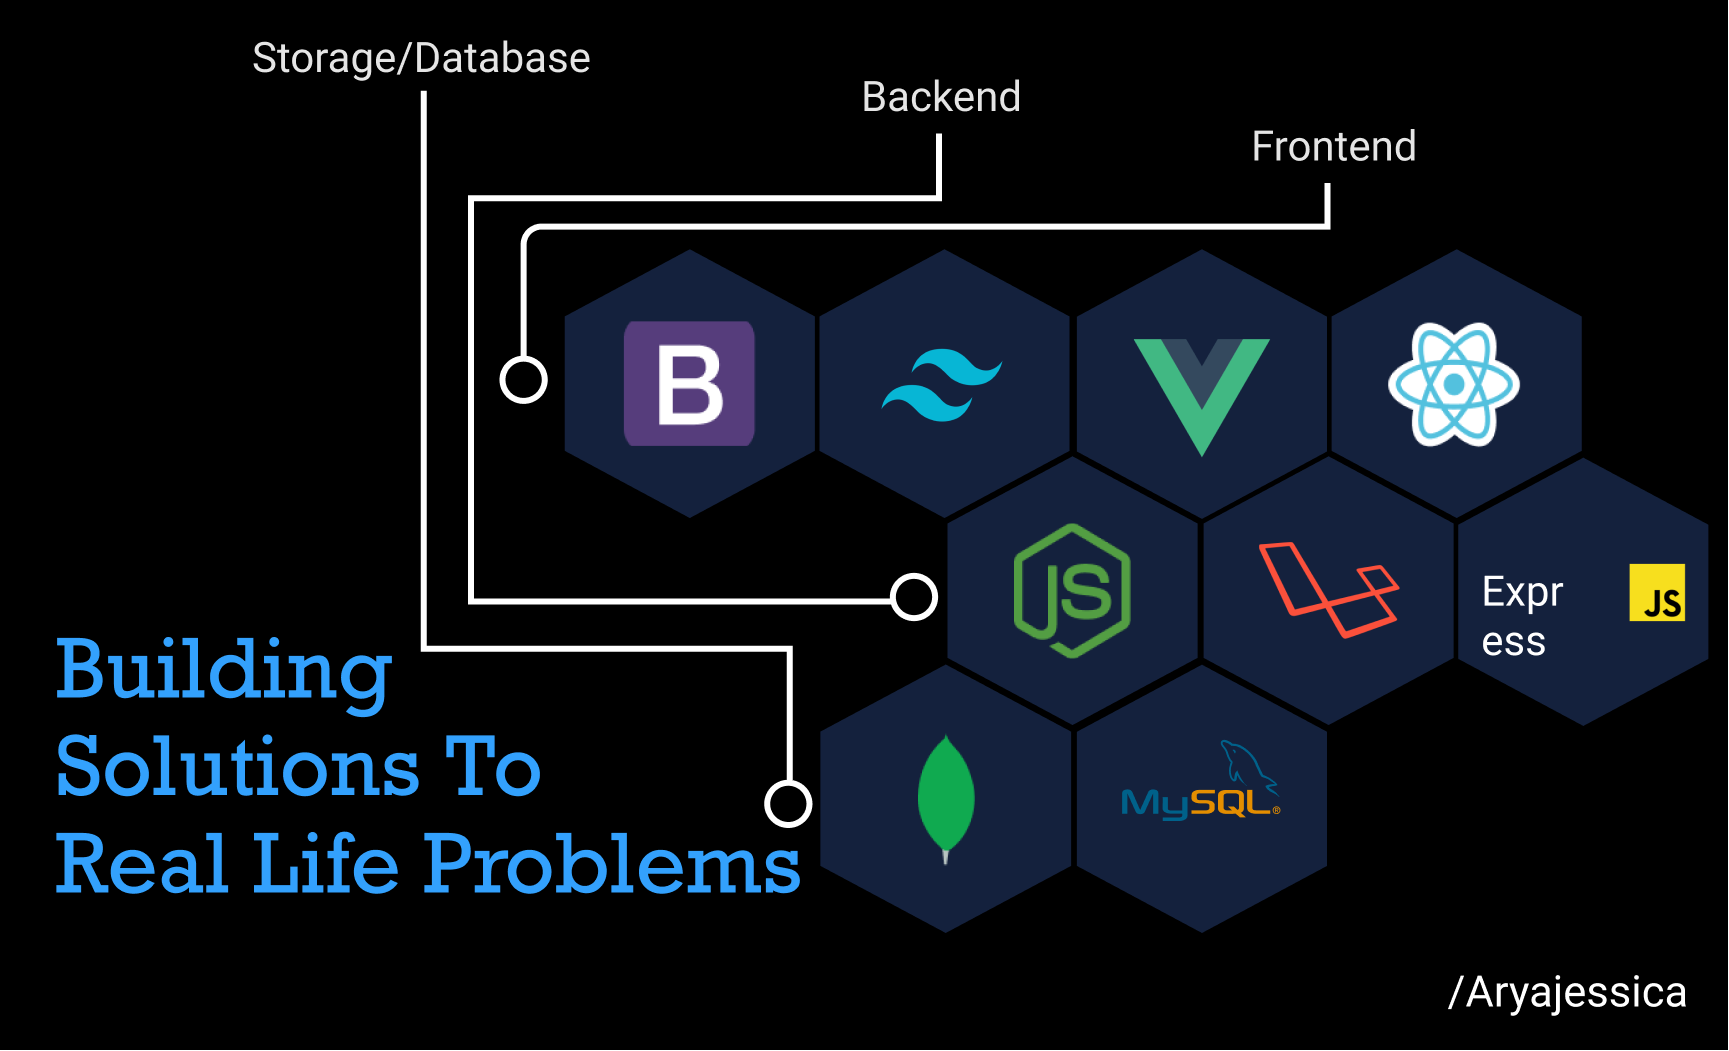 Storage/Database
Backend
Frontend
B
JS
Expr
ess
JS
Building
Solutions To
Real Life Problems
MySQL®
/Aryajessica